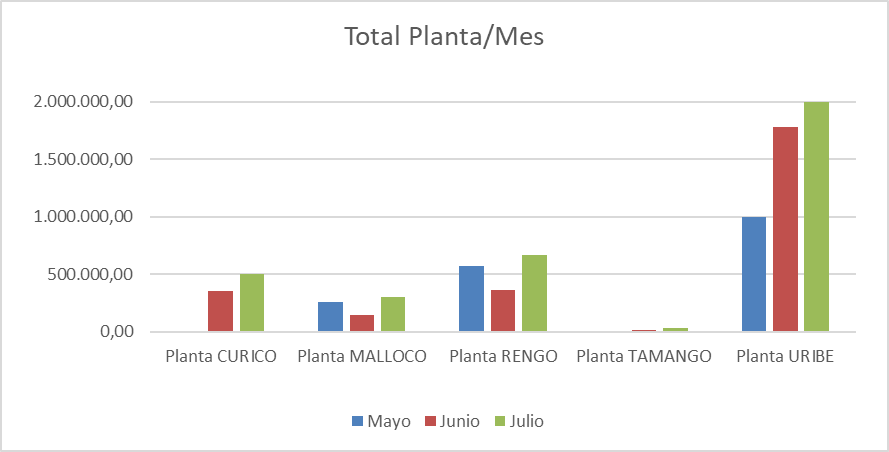 Total Planta/Mes
2.000.000,00
1.500.000,00
1.000.000,00
500.000,00
0,00
Planta CURICO Planta MALLOCO Planta RENGO Planta TAMANGO Planta URIBE
Mayo Junio Julio